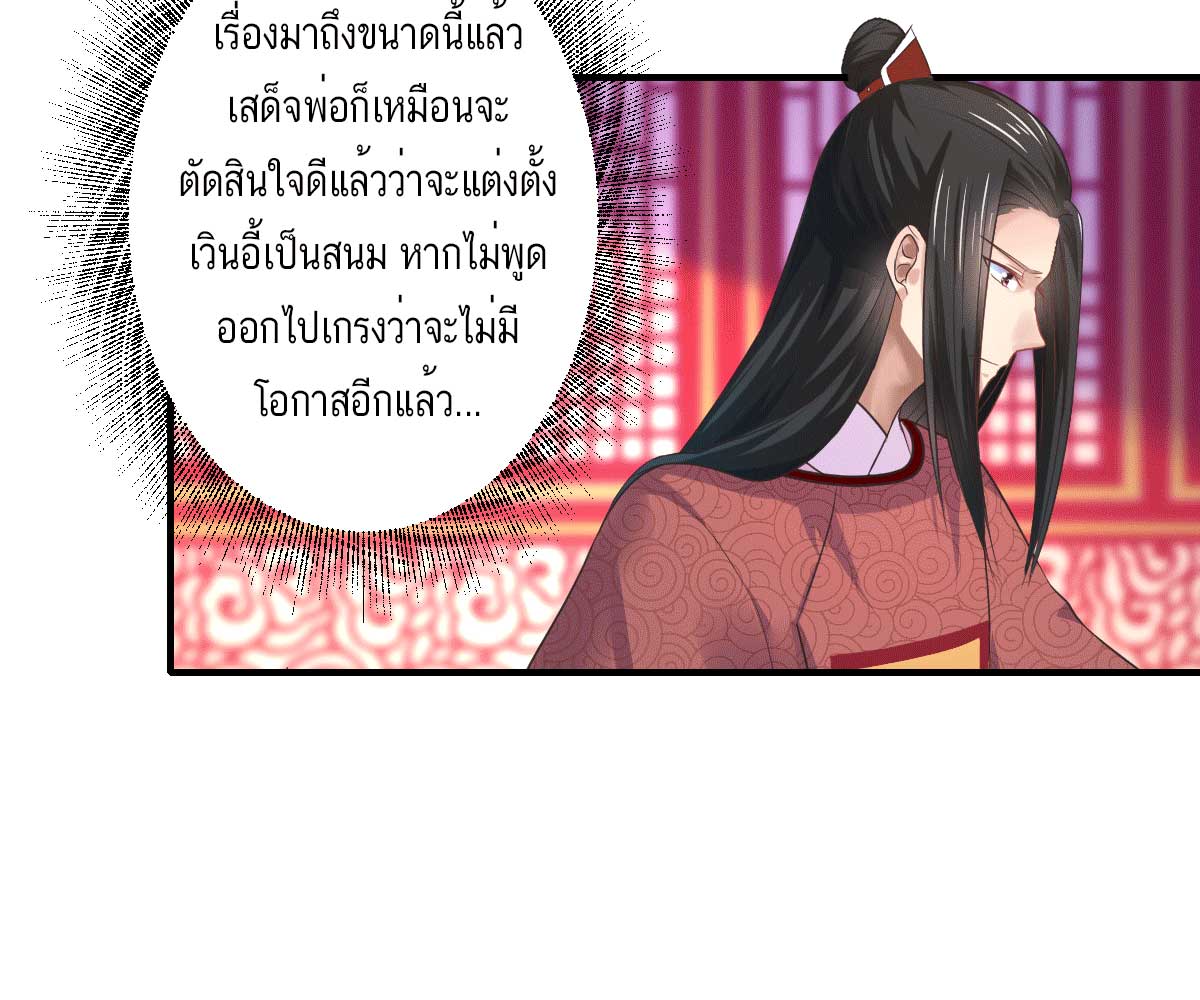 เรื่องมาถึงขนาดนี้แล้ว
เสด็จพ่อก็เหมือนจะ
ตัดสินใจดีแล้วว่าจะแต่งตั้ง
เวินอี้เป็นสนม หากไม่พูด
ออกไปเกรงว่าจะไม่มี
โอกาสอีกแล้ว...